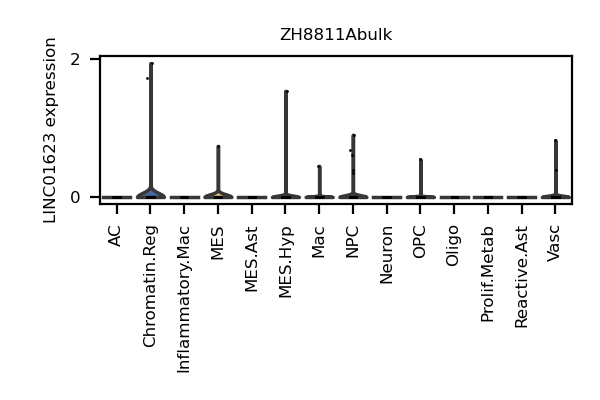 ZH8811Abulk
LINC01623 expression
2
0
AC
Chromatin.Reg
Inflammatory.Mac
MES
MES.Ast
MES.Hyp
Mac
NPC
Neuron
OPC
Oligo
Prolif.Metab
Reactive.Ast
Vasc